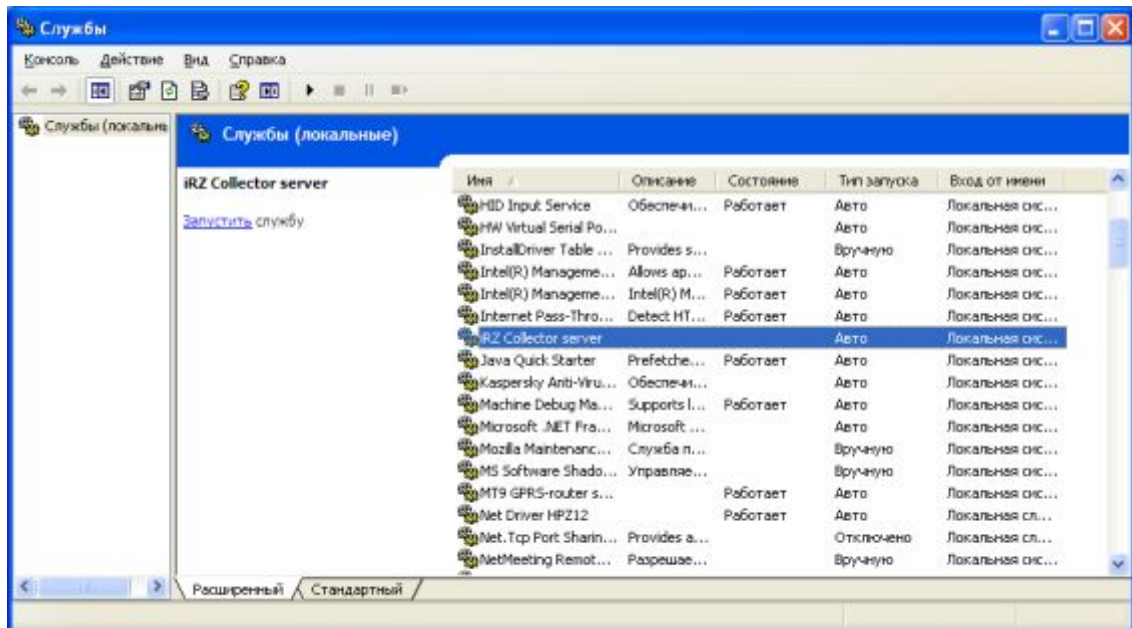 Службы
Консоль Действие Вид Справка
Службы (локальн
Службы (локальные)
iRZ Collector server
Запустить службу
Имя Описание Состояние Тип запуска Вход от имени
HID Input Service Обеспечи... Работает Авто Локальная сис...
HW Virtual Serial Po... Авто Локальная сис...
InstallDriver Table ... Provides s... Вручную Локальная сис...
Intel(R) Manageme... Allows ap... Работает Авто Локальная сис...
Intel(R) Manageme... Intel(R) M... Работает Авто Локальная сис...
Internet Pass-Thro... Detect HT... Работает Авто Локальная сис...
iRZ Collector server Авто Локальная сис...
Java Quick Starter Prefetche... Работает Авто Локальная сис...
Kaspersky Anti-Viru... Обеспечи... Авто Локальная сис...
Machine Debug Ma... Supports l... Работает Авто Локальная сис...
Microsoft .NET Fra... Microsoft ... Авто Локальная сис...
Mozilla Maintenanc... Служба п... Вручную Локальная сис...
MS Software Shado... Управляе... Вручную Локальная сис...
MT9 GPRS-router s... Работает Авто Локальная сис...
Net Driver HPZ12 Работает Авто Локальная сл...
Net.Tcp Port Sharin... Provides a... Отключено Локальная сл...
NetMeeting Remot... Разрешае... Вручную Локальная сис...
Расширенный Стандартный